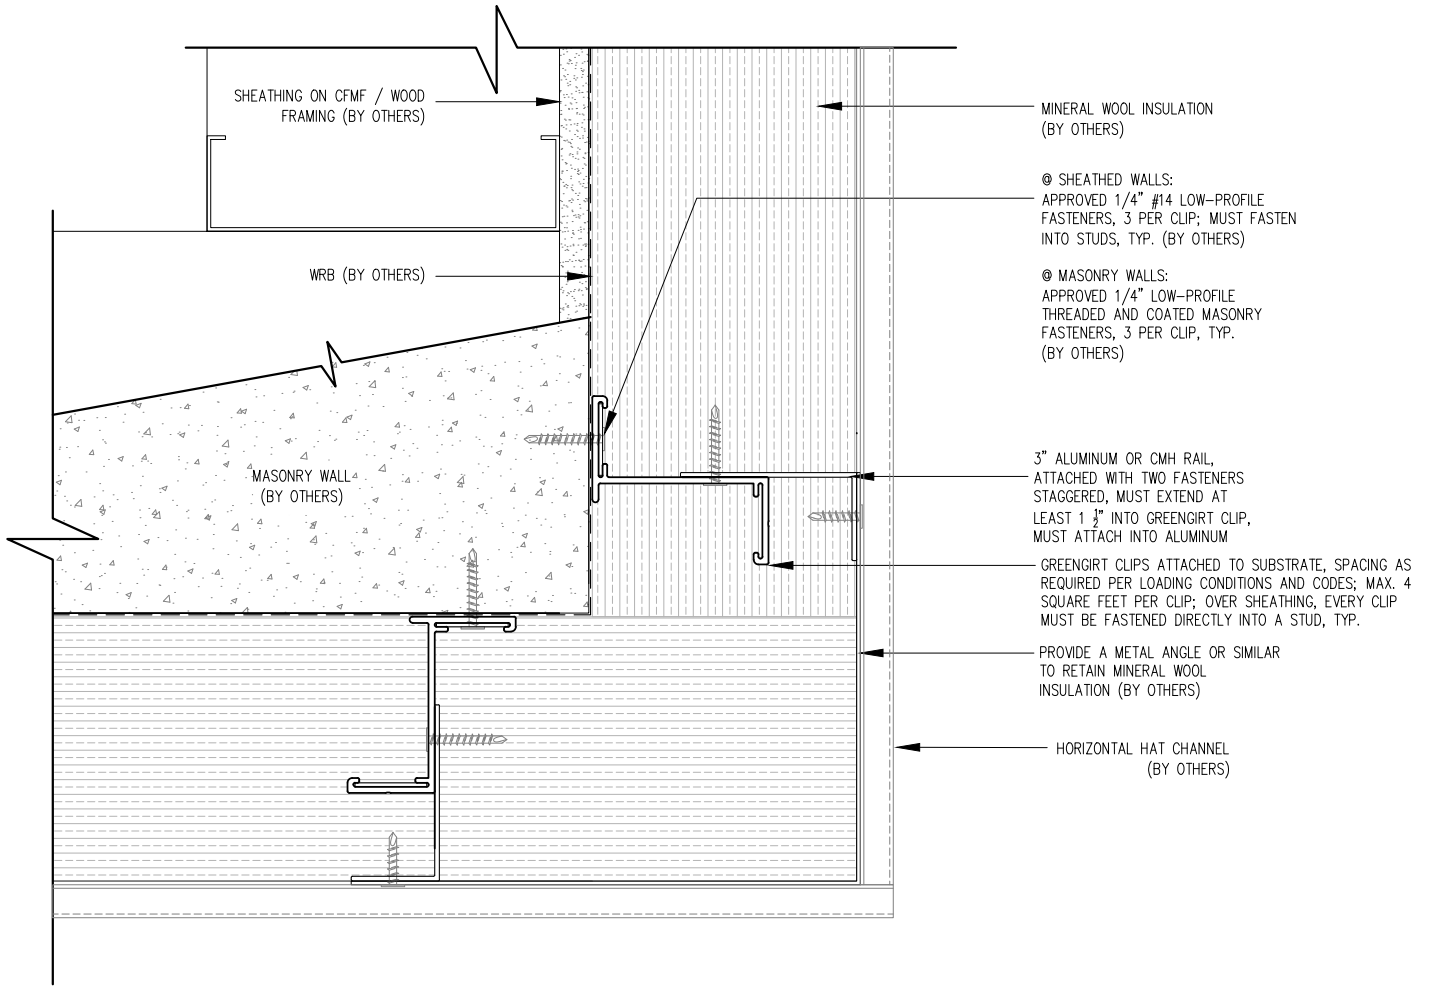 SHEATHING ON CFMF / WOOD
FRAMING (BY OTHERS)
WRB (BY OTHERS)
MASONRY WALL
(BY OTHERS)
MINERAL WOOL INSULATION
(BY OTHERS)
@ SHEATHED WALLS:
APPROVED 1/4" #14 LOW-PROFILE
FASTENERS, 3 PER CLIP; MUST FASTEN
INTO STUDS, TYP. (BY OTHERS)
@ MASONRY WALLS:
APPROVED 1/4" LOW-PROFILE
THREADED AND COATED MASONRY
FASTENERS, 3 PER CLIP, TYP.
(BY OTHERS)
3" ALUMINUM OR CMH RAIL,
ATTACHED WITH TWO FASTENERS
STAGGERED, MUST EXTEND AT
LEAST 1 1/2" INTO GREENGIRT CLIP,
MUST ATTACH INTO ALUMINUM
GREENGIRT CLIPS ATTACHED TO SUBSTRATE, SPACING AS
REQUIRED PER LOADING CONDITIONS AND CODES; MAX. 4
SQUARE FEET PER CLIP; OVER SHEATHING, EVERY CLIP
MUST BE FASTENED DIRECTLY INTO A STUD, TYP.
PROVIDE A METAL ANGLE OR SIMILAR
TO RETAIN MINERAL WOOL
INSULATION (BY OTHERS)
HORIZONTAL HAT CHANNEL
(BY OTHERS)